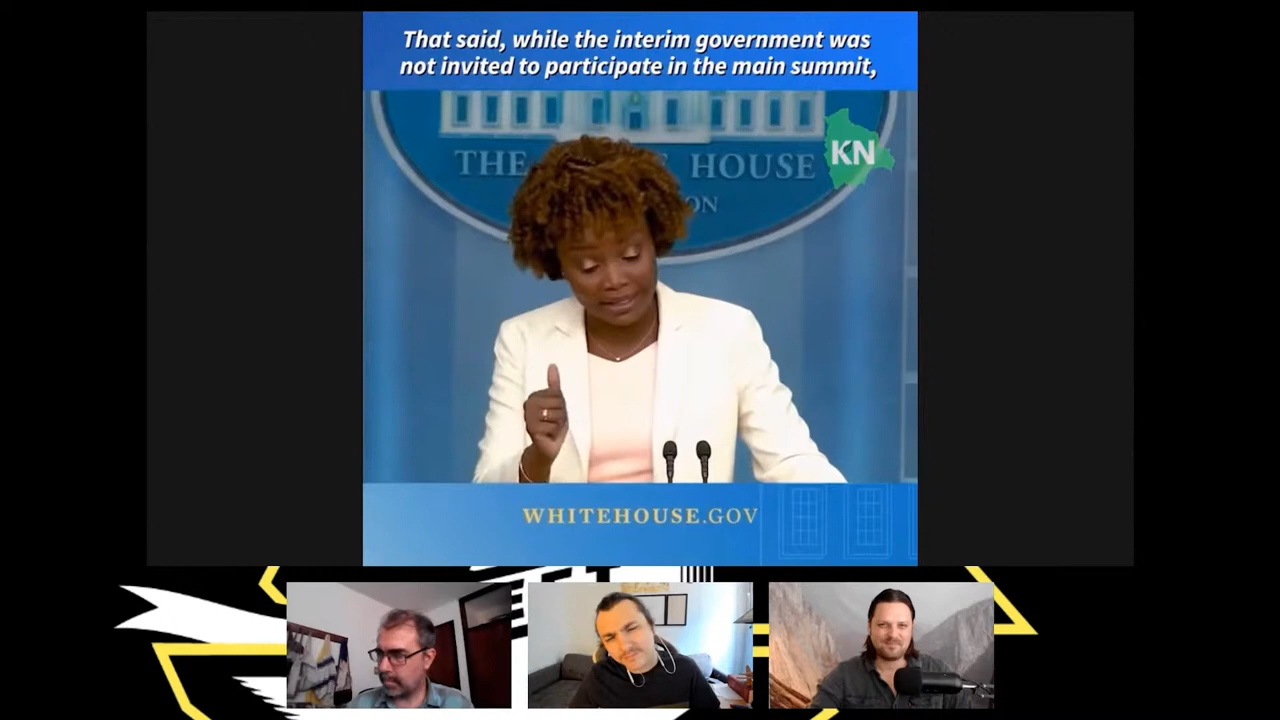 That said, while the interim government was
not invited to participate in the main summit,
KN
THE HOUSE
ON
WHITEHOUSE.GOV